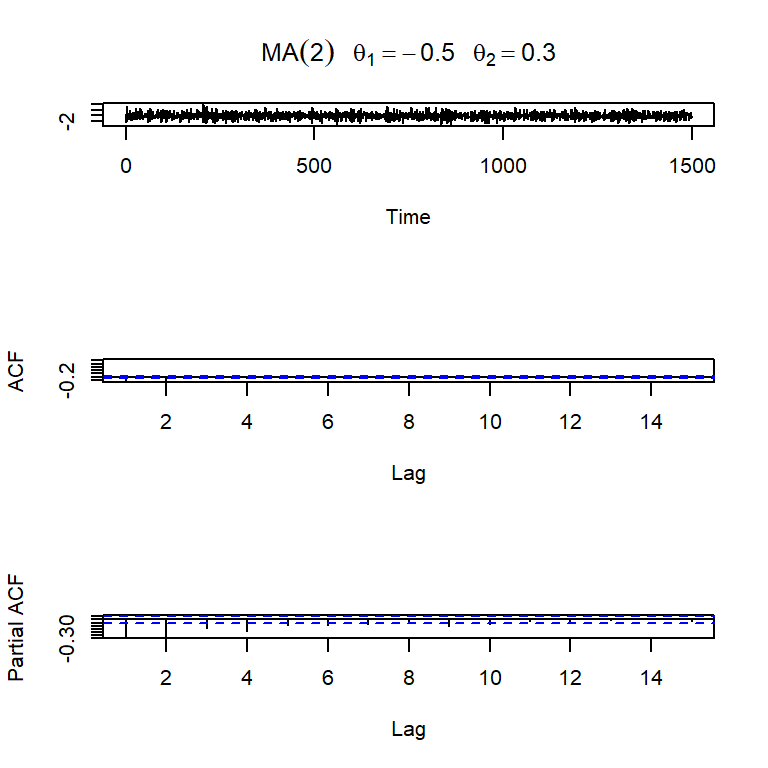 MA(2) θ₁ = −0.5 θ₂ = 0.3
-2
0 500 1000 1500
Time
ACF
-0.2
2 4 6 8 10 12 14
Lag
Partial ACF
-0.30
2 4 6 8 10 12 14
Lag